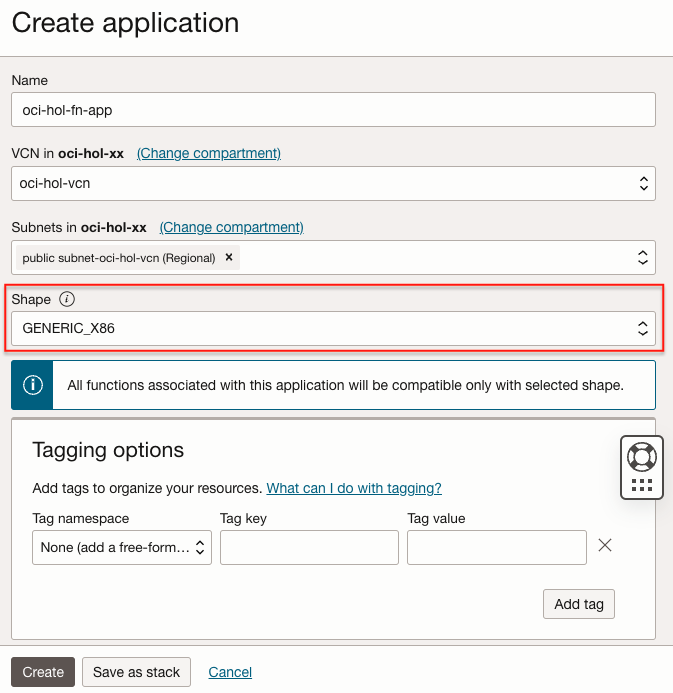 Create application
Name
oci-hol-fn-app
VCN in oci-hol-xx (Change compartment)
oci-hol-vcn
Subnets in oci-hol-xx (Change compartment)
public subnet-oci-hol-vcn (Regional) ×
Shape i
GENERIC_X86
i All functions associated with this application will be compatible only with selected shape.
Tagging options
Add tags to organize your resources. What can I do with tagging?
Tag namespace Tag key Tag value
None (add a free-form...
Add tag
Create Save as stack Cancel